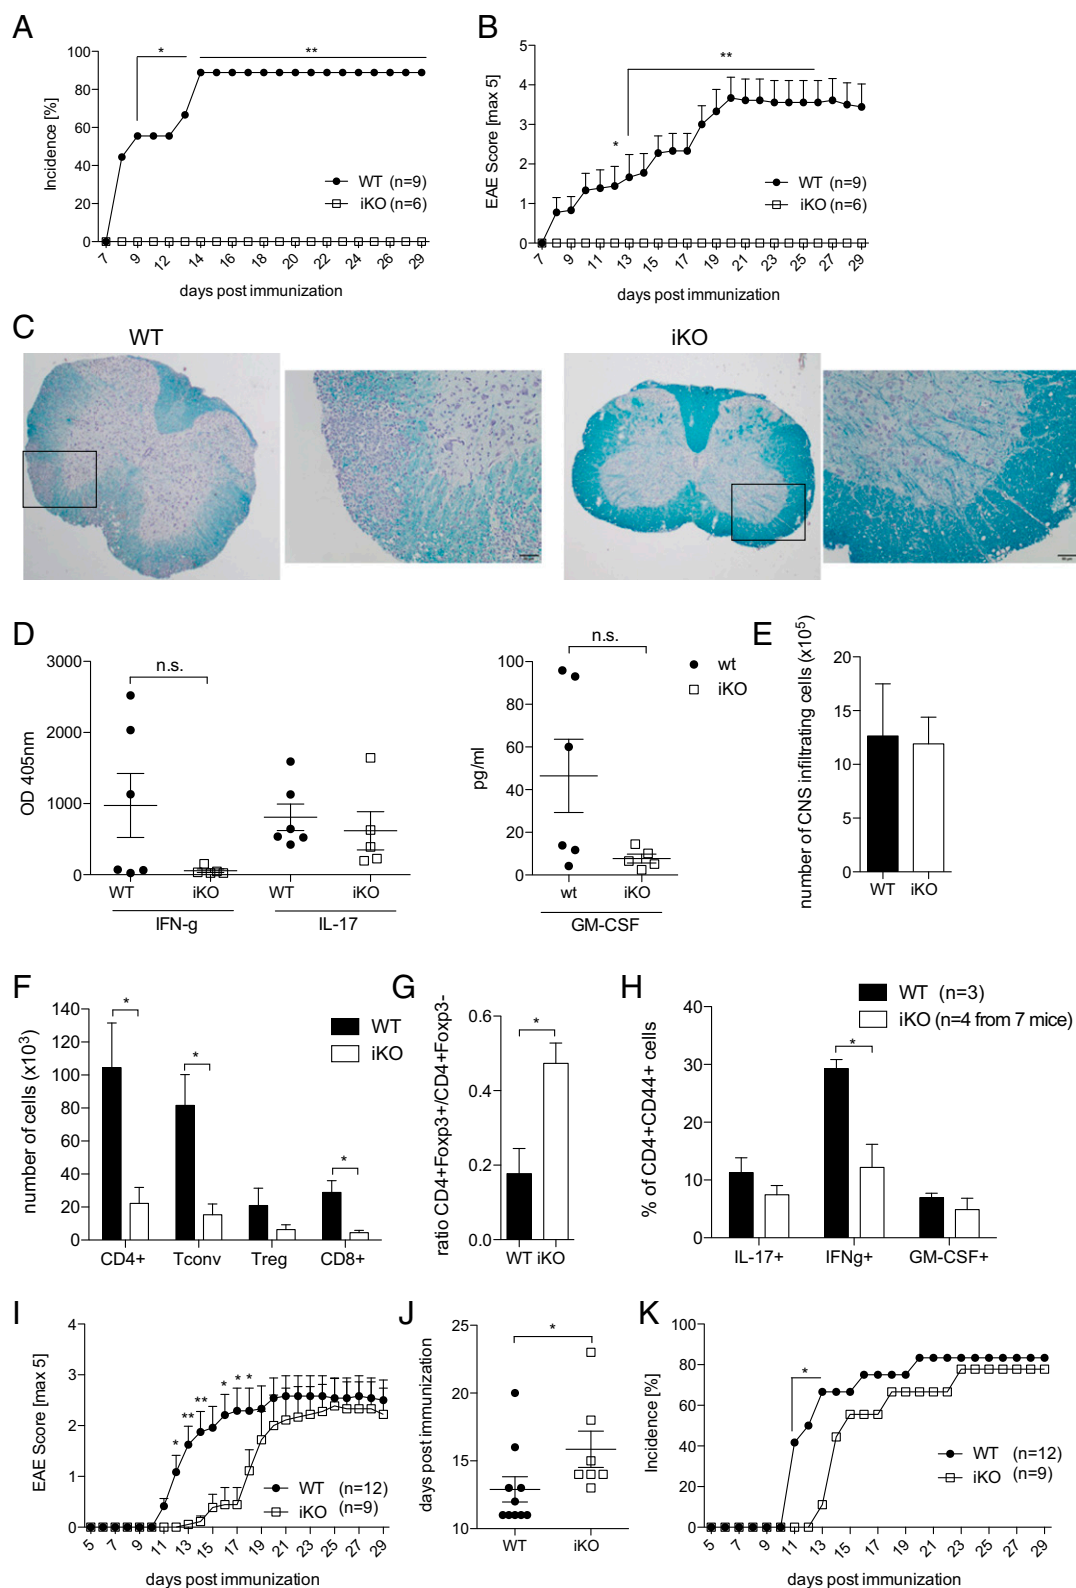 A
Incidence [%]
100
80
60
40
20
0
*
**
WT (n=9)
iKO (n=6)
7 9 12 14 16 18 20 22 24 26 29
days post immunization
B
EAE Score [max 5]
5
4
3
2
1
0
*
**
WT (n=9)
iKO (n=6)
7 9 11 13 15 17 19 21 23 25 27 29
days post immunization
C
WT
iKO
D
OD 405nm
3000
2000
1000
0
n.s.
WT iKO WT iKO
IFN-g IL-17
pg/ml
100
80
60
40
20
0
n.s.
wt
iKO
wt iKO
GM-CSF
E
number of CNS infiltrating cells (x10⁵)
20
15
10
5
0
WT iKO
F
number of cells (x10³)
140
120
100
80
60
40
20
0
* * *
WT
iKO
CD4+ Tconv Treg CD8+
G
ratio CD4+Foxp3+/CD4+Foxp3-
0.6
0.4
0.2
0.0
*
WT iKO
H
% of CD4+CD44+ cells
40
30
20
10
0
*
WT (n=3)
iKO (n=4 from 7 mice)
IL-17+ IFNg+ GM-CSF+
I
EAE Score [max 5]
4
3
2
1
0
* ** ** * * *
WT (n=12)
iKO (n=9)
5 7 9 11 13 15 17 19 21 23 25 27 29
days post immunization
J
days post immunization
25
20
15
10
*
WT iKO
K
Incidence [%]
100
80
60
40
20
0
*
WT (n=12)
iKO (n=9)
5 7 9 11 13 15 17 19 21 23 25 27 29
days post immunization